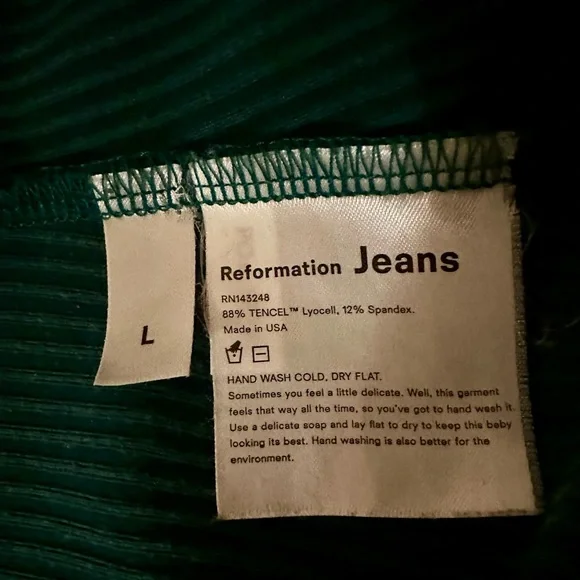 L
Reformation Jeans
RN143248
88% TENCEL™ Lyocell, 12% Spandex.
Made in USA
HAND WASH COLD, DRY FLAT.
Sometimes you feel a little delicate. Well, this garment
feels that way all the time, so you've got to hand wash it.
Use a delicate soap and lay flat to dry to keep this baby
looking its best. Hand washing is also better for the
environment.